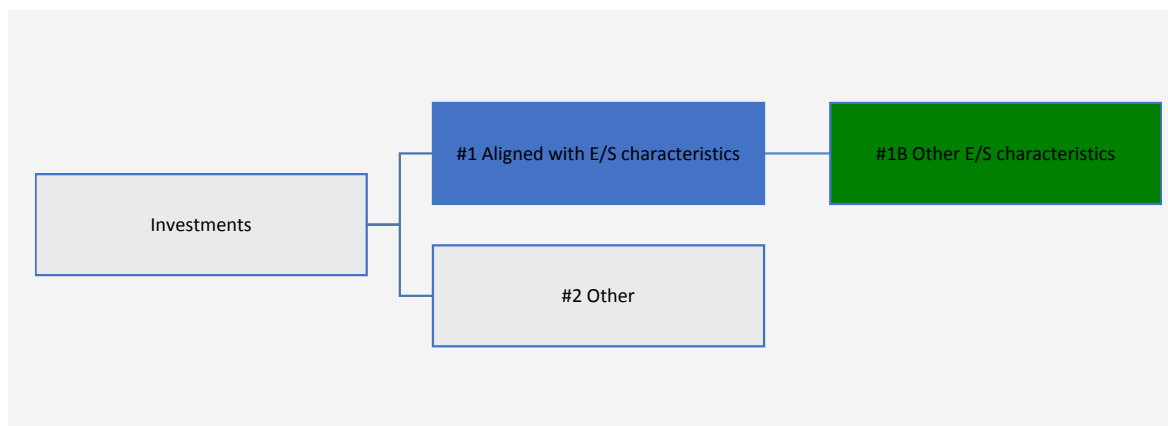 #1 Aligned with E/S characteristics
#1B Other E/S characteristics
Investments
#2 Other